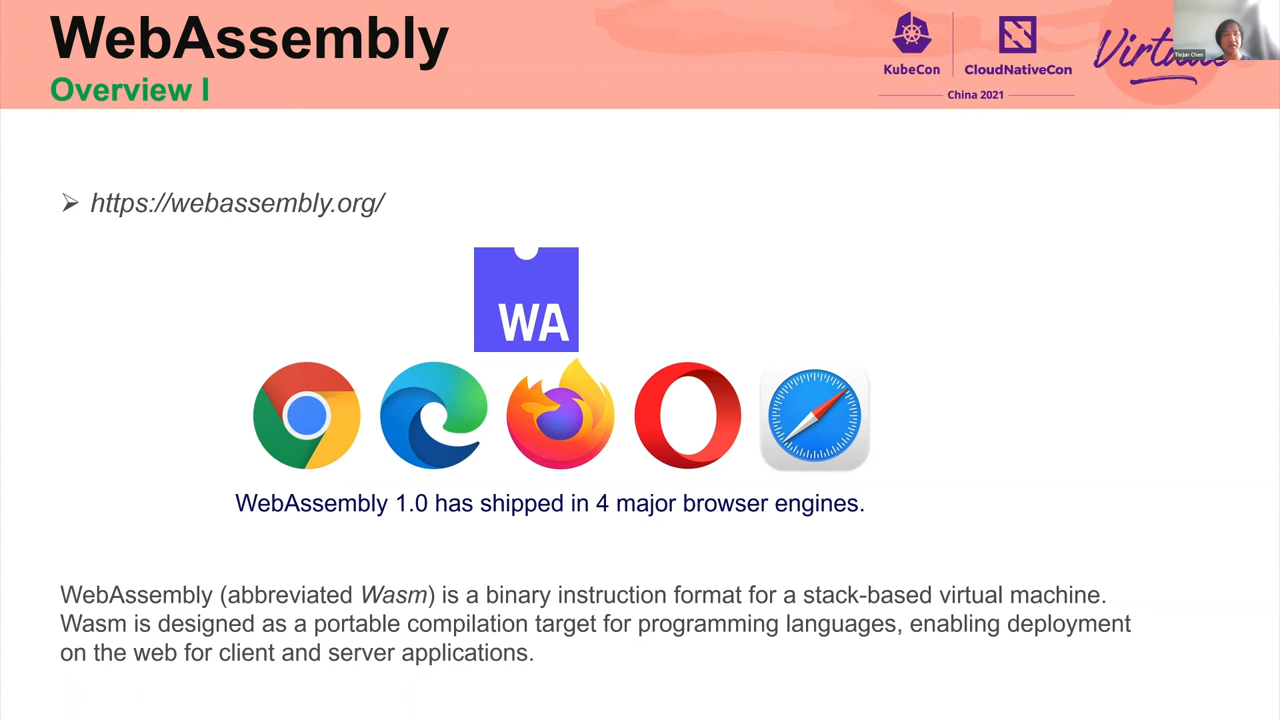 WebAssembly
Overview I
KubeCon
CloudNativeCon
China 2021
Virtual
Tiejun Chen
➢ https://webassembly.org/
WA
WebAssembly 1.0 has shipped in 4 major browser engines.
WebAssembly (abbreviated Wasm) is a binary instruction format for a stack-based virtual machine.
Wasm is designed as a portable compilation target for programming languages, enabling deployment
on the web for client and server applications.